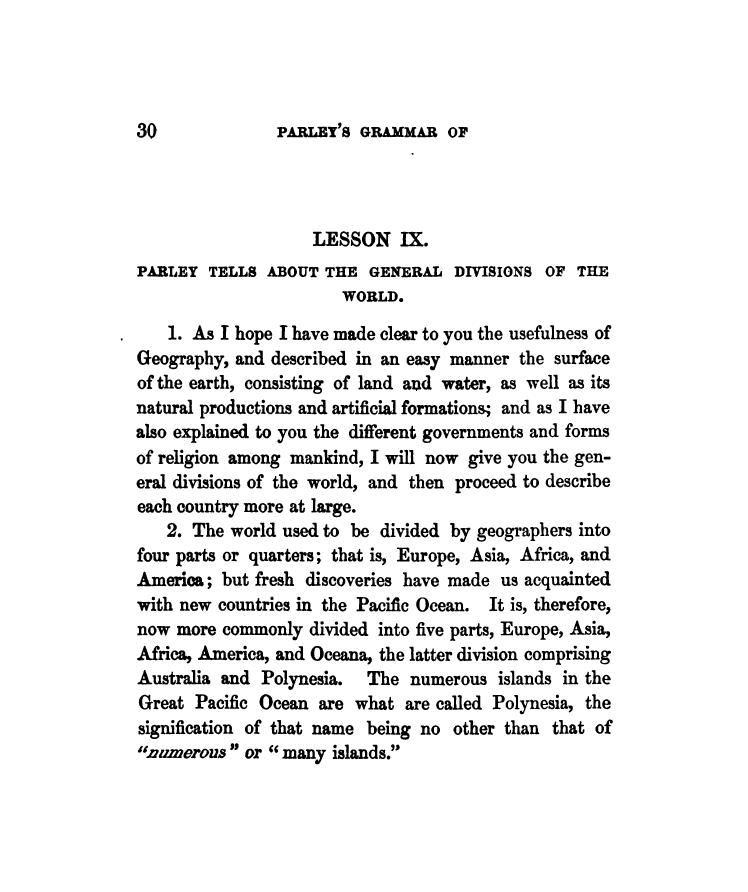 30 PARLEY'S GRAMMAR OF
LESSON IX.
PARLEY TELLS ABOUT THE GENERAL DIVISIONS OF THE
WORLD.
1. As I hope I have made clear to you the usefulness of
Geography, and described in an easy manner the surface
of the earth, consisting of land and water, as well as its
natural productions and artificial formations; and as I have
also explained to you the different governments and forms
of religion among mankind, I will now give you the gen-
eral divisions of the world, and then proceed to describe
each country more at large.
2. The world used to be divided by geographers into
four parts or quarters; that is, Europe, Asia, Africa, and
America; but fresh discoveries have made us acquainted
with new countries in the Pacific Ocean. It is, therefore,
now more commonly divided into five parts, Europe, Asia,
Africa, America, and Oceana, the latter division comprising
Australia and Polynesia. The numerous islands in the
Great Pacific Ocean are what are called Polynesia, the
signification of that name being no other than that of
"numerous" or "many islands."